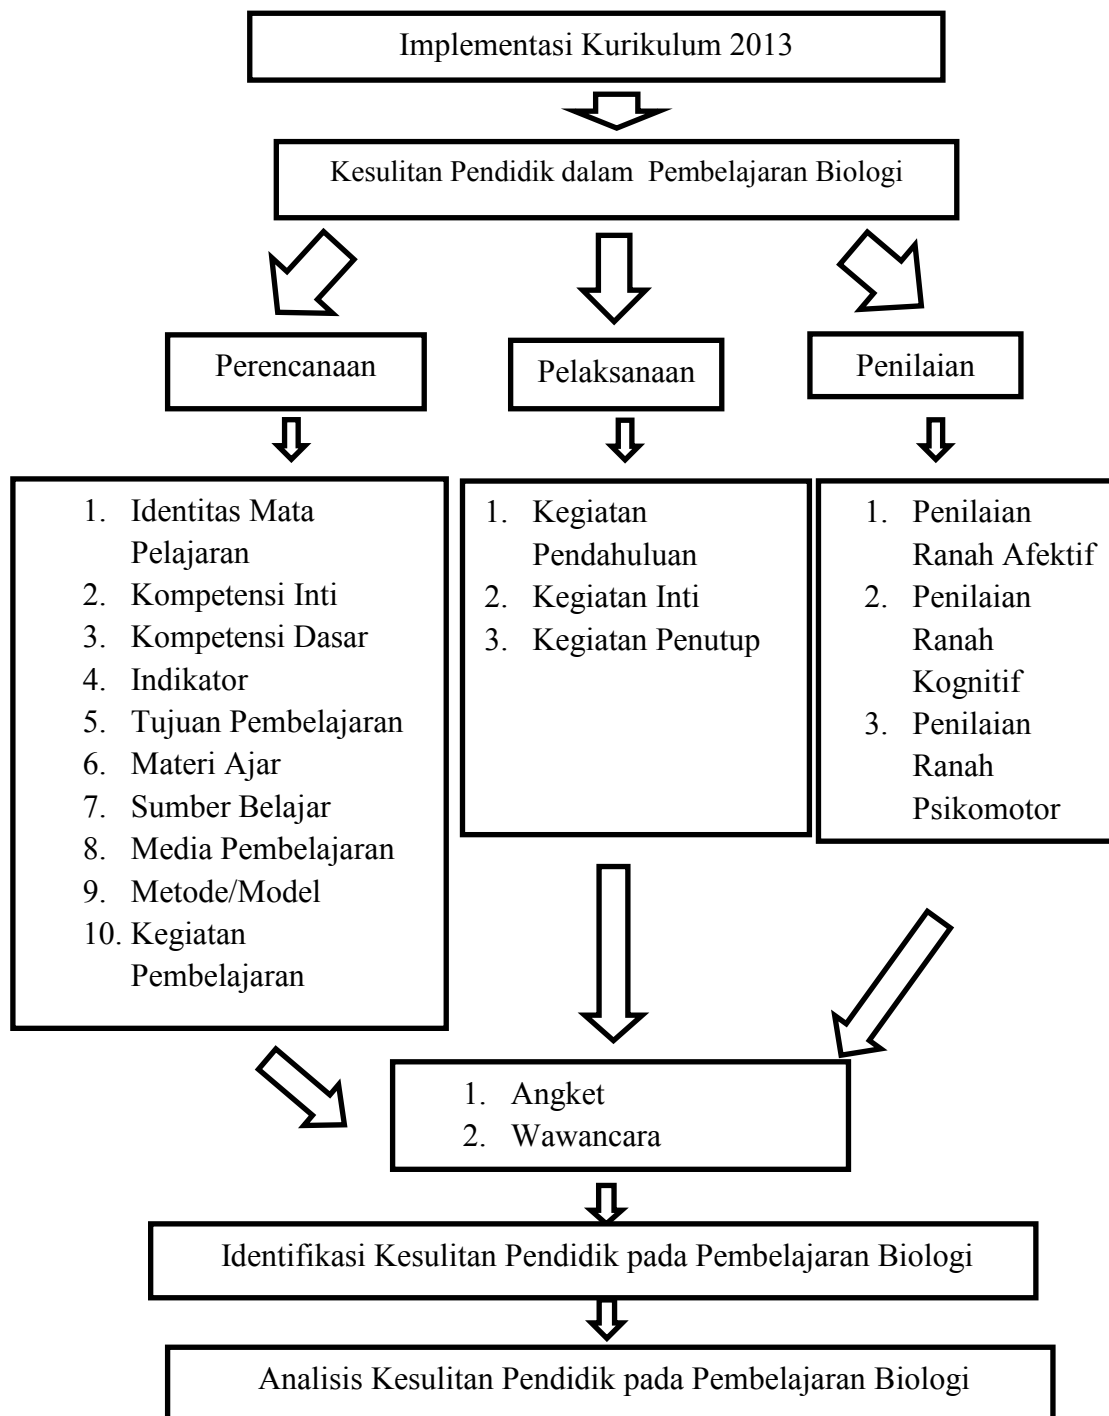 Implementasi Kurikulum 2013
Kesulitan Pendidik dalam Pembelajaran Biologi
Perencanaan
Pelaksanaan
Penilaian
1. Identitas Mata
Pelajaran
2. Kompetensi Inti
3. Kompetensi Dasar
4. Indikator
5. Tujuan Pembelajaran
6. Materi Ajar
7. Sumber Belajar
8. Media Pembelajaran
9. Metode/Model
10. Kegiatan
Pembelajaran
1. Kegiatan
Pendahuluan
2. Kegiatan Inti
3. Kegiatan Penutup
1. Penilaian
Ranah Afektif
2. Penilaian
Ranah
Kognitif
3. Penilaian
Ranah
Psikomotor
1. Angket
2. Wawancara
Identifikasi Kesulitan Pendidik pada Pembelajaran Biologi
Analisis Kesulitan Pendidik pada Pembelajaran Biologi